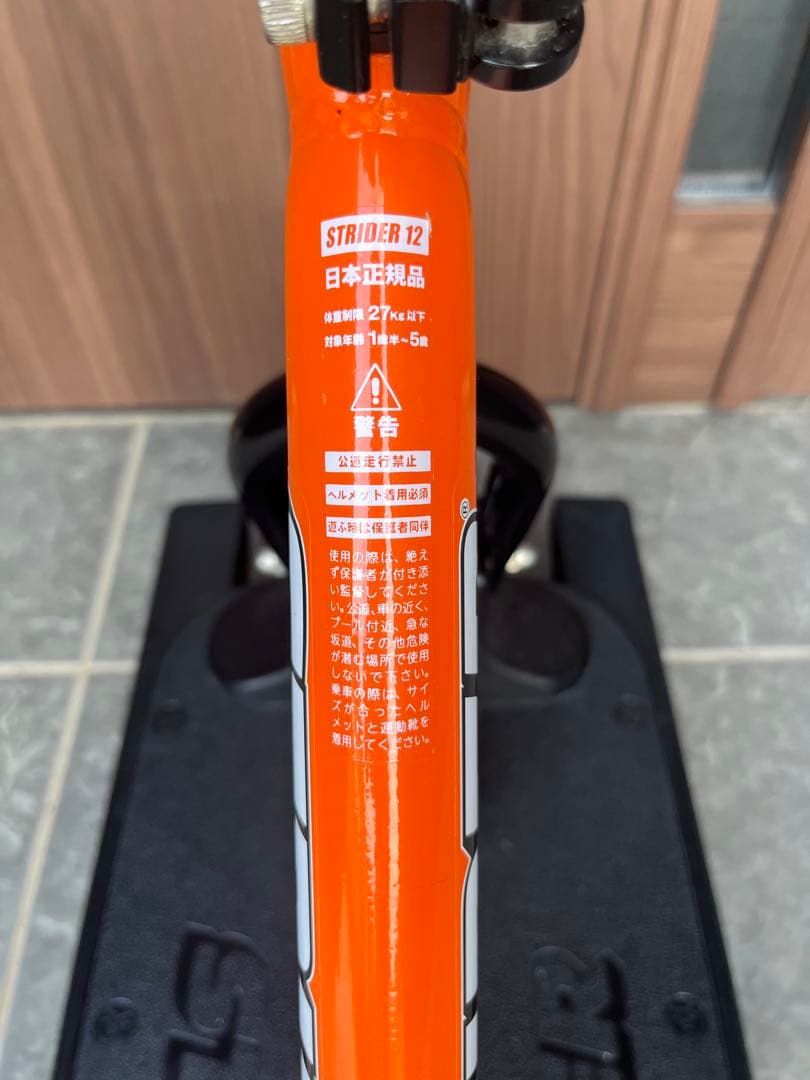 STRIDER 12
日本正規品
体重制限 27Kg以下
対象年齢 1歳半~5歳
警告
公道走行禁止
ヘルメット着用必須
遊ぶ時は保護者同伴
使用の際は、絶え
ず保護者が付き添
い監督してくださ
い。公道、車の近く、
プール付近、急な
坂道、その他危険
が潜む場所で使用
しないで下さい。
乗車の際は、サイ
ズが合ったヘル
メットと運動靴を
着用してください。
®